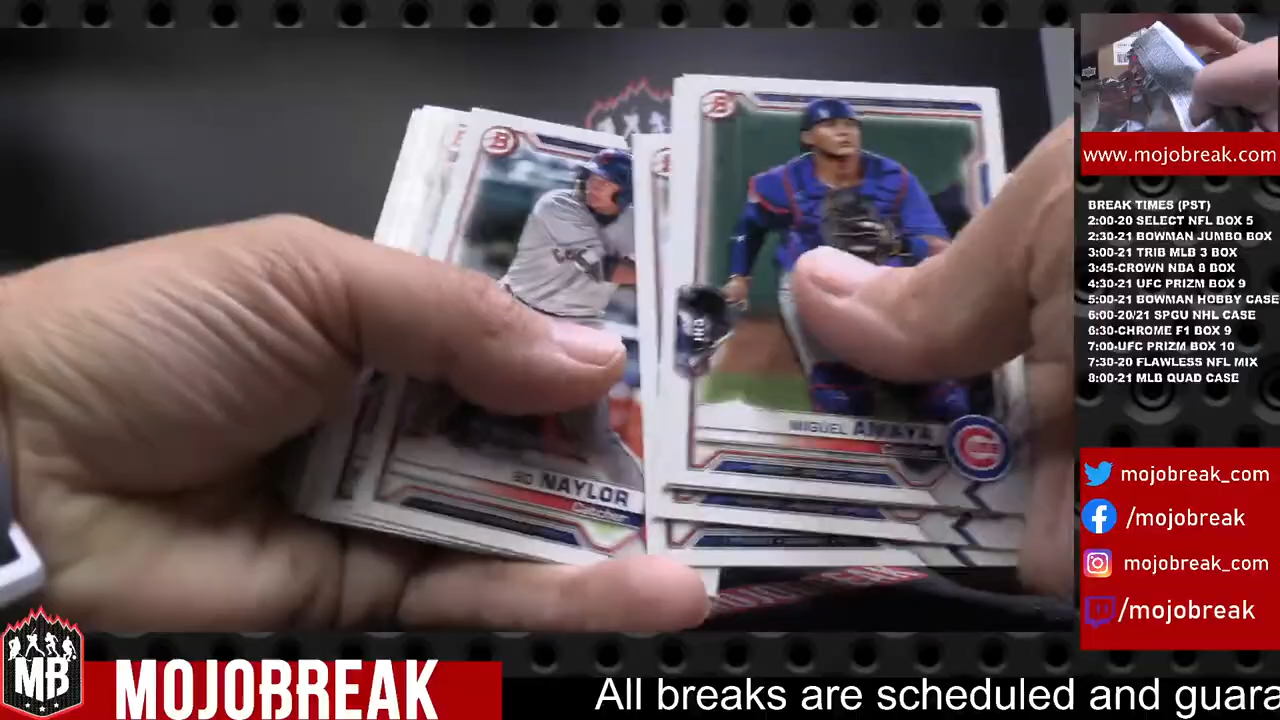 B
B
MIGUEL AMAYA
BO NAYLOR
Catcher
www.mojobreak.com
BREAK TIMES (PST)
2:00-20 SELECT NFL BOX 5
2:30-21 BOWMAN JUMBO BOX
3:00-21 TRIB MLB 3 BOX
3:45-CROWN NBA 8 BOX
4:30-21 UFC PRIZM BOX 9
5:00-21 BOWMAN HOBBY CASE
6:00-20/21 SPGU NHL CASE
6:30-CHROME F1 BOX 9
7:00-UFC PRIZM BOX 10
7:30-20 FLAWLESS NFL MIX
8:00-21 MLB QUAD CASE
mojobreak_com
/mojobreak
mojobreak_com
/mojobreak
MB
MOJOBREAK
All breaks are scheduled and guara